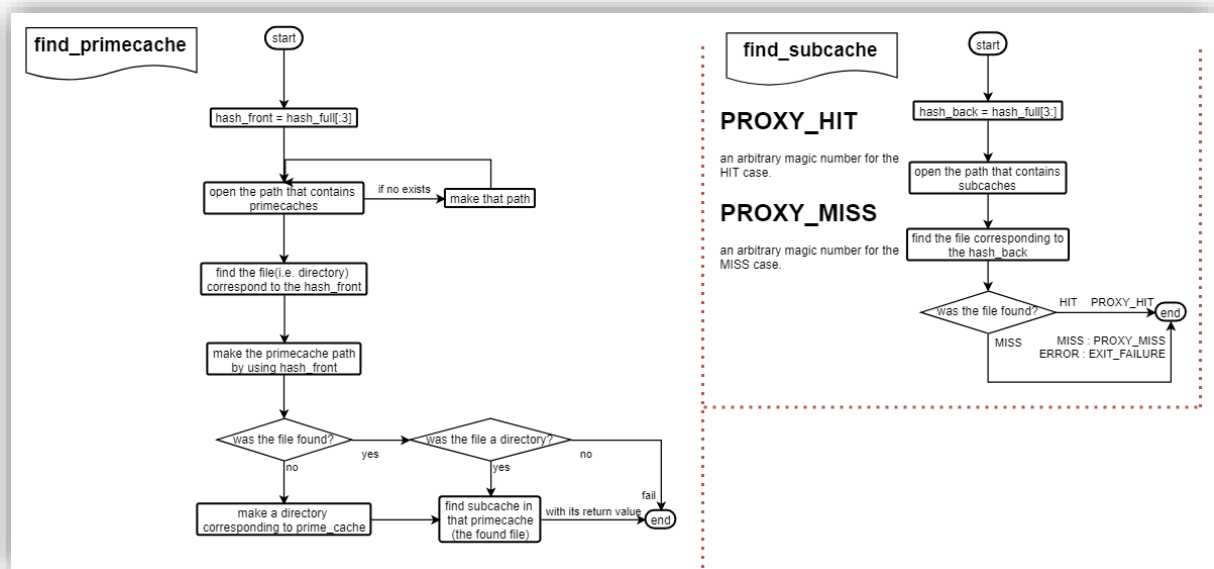 find_primecache
start
hash_front = hash_full[:3]
open the path that contains
primecaches
if no exists
make that path
find the file(i.e. directory)
correspond to the hash_front
make the primecache path
by using hash_front
was the file found?
yes
no
was the file a directory?
no
yes
make a directory
corresponding to prime_cache
find subcache in
that primecache
(the found file)
with its return value
fail
end
find_subcache
start
PROXY_HIT
an arbitrary magic number for the
HIT case.
PROXY_MISS
an arbitrary magic number for the
MISS case.
hash_back = hash_full[3:]
open the path that contains
subcaches
find the file corresponding to
the hash_back
was the file found?
HIT PROXY_HIT
end
MISS
MISS : PROXY_MISS
ERROR : EXIT_FAILURE